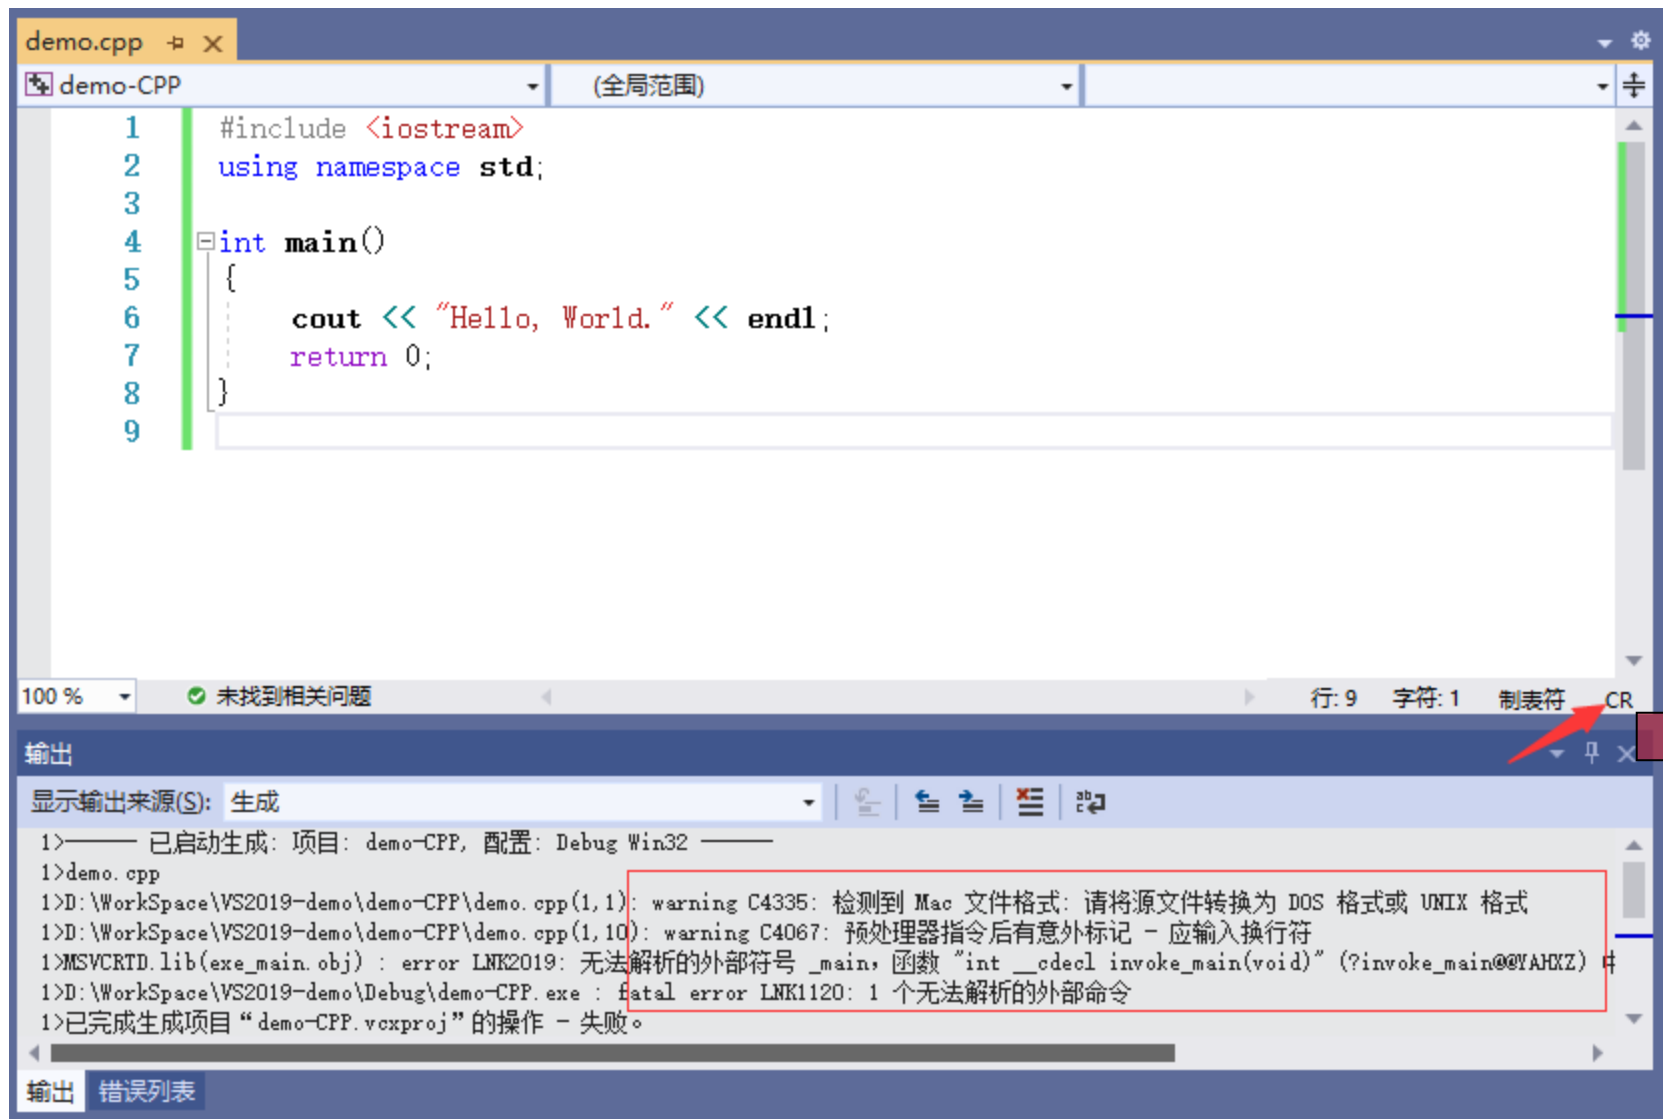 demo.cpp
demo-CPP (全局范围)
1 #include <iostream>
2 using namespace std;
3
4 int main()
5 {
6 cout << "Hello, World." << endl;
7 return 0;
8 }
9
100 % 未找到相关问题 行: 9 字符: 1 制表符 CR
输出
显示输出来源(S): 生成
1>------ 已启动生成: 项目: demo-CPP, 配置: Debug Win32 ------
1>demo.cpp
1>D:\WorkSpace\VS2019-demo\demo-CPP\demo.cpp(1,1): warning C4335: 检测到 Mac 文件格式: 请将源文件转换为 DOS 格式或 UNIX 格式
1>D:\WorkSpace\VS2019-demo\demo-CPP\demo.cpp(1,10): warning C4067: 预处理器指令后有意外标记 - 应输入换行符
1>MSVCRTD.lib(exe_main.obj) : error LNK2019: 无法解析的外部符号 _main，函数 "int __cdecl invoke_main(void)" (?invoke_main@@YAHXZ)
1>D:\WorkSpace\VS2019-demo\Debug\demo-CPP.exe : fatal error LNK1120: 1 个无法解析的外部命令
1>已完成生成项目“demo-CPP.vcxproj”的操作 - 失败。
输出 错误列表